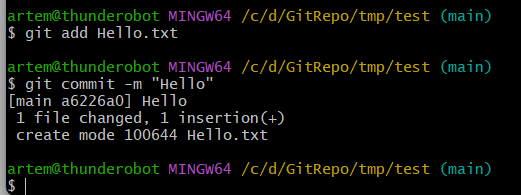 artem@thunderobot MINGW64 /c/d/GitRepo/tmp/test (main)
$ git add Hello.txt
artem@thunderobot MINGW64 /c/d/GitRepo/tmp/test (main)
$ git commit -m "Hello"
[main a6226a0] Hello
 1 file changed, 1 insertion(+)
 create mode 100644 Hello.txt
artem@thunderobot MINGW64 /c/d/GitRepo/tmp/test (main)
$